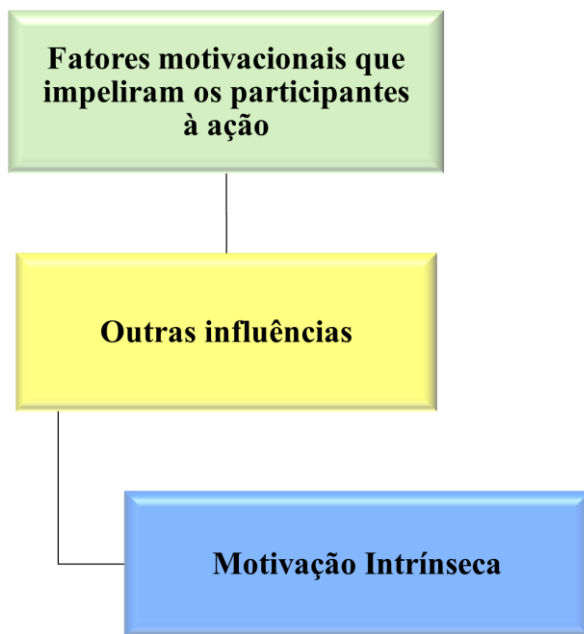 Fatores motivacionais que
impeliram os participantes
à ação
Outras influências
Motivação Intrínseca